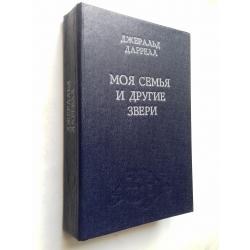 ДЖЕРАЛЬД
ДАРРЕЛЛ
МОЯ СЕМЬЯ
И ДРУГИЕ
ЗВЕРИ